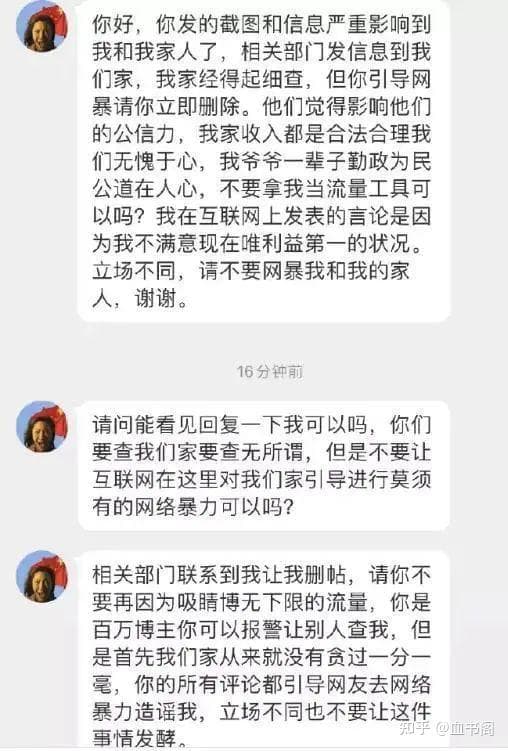 你好，你发的截图和信息严重影响到
我和我家人了，相关部门发信息到我
们家，我家经得起细查，但你引导网
暴请你立即删除。他们觉得影响他们
的公信力，我家收入都是合法合理我
们无愧于心，我爷爷一辈子勤政为民
公道在人心，不要拿我当流量工具可
以吗？我在互联网上发表的言论是因
为我不满意现在唯利益第一的状况。
立场不同，请不要网暴我和我的家
人，谢谢。
16分钟前
请问能看见回复一下我可以吗，你们
要查我们家要查无所谓，但是不要让
互联网在这里对我们家引导进行莫须
有的网络暴力可以吗？
相关部门联系到我让我删帖，请你不
要再因为吸睛博无下限的流量，你是
百万博主你可以报警让别人查我，但
是首先我们家从来就没有贪过一分一
毫，你的所有评论都引导网友去网络
暴力造谣我，立场不同也不要让这件
事情发酵。
知乎 @血书阁